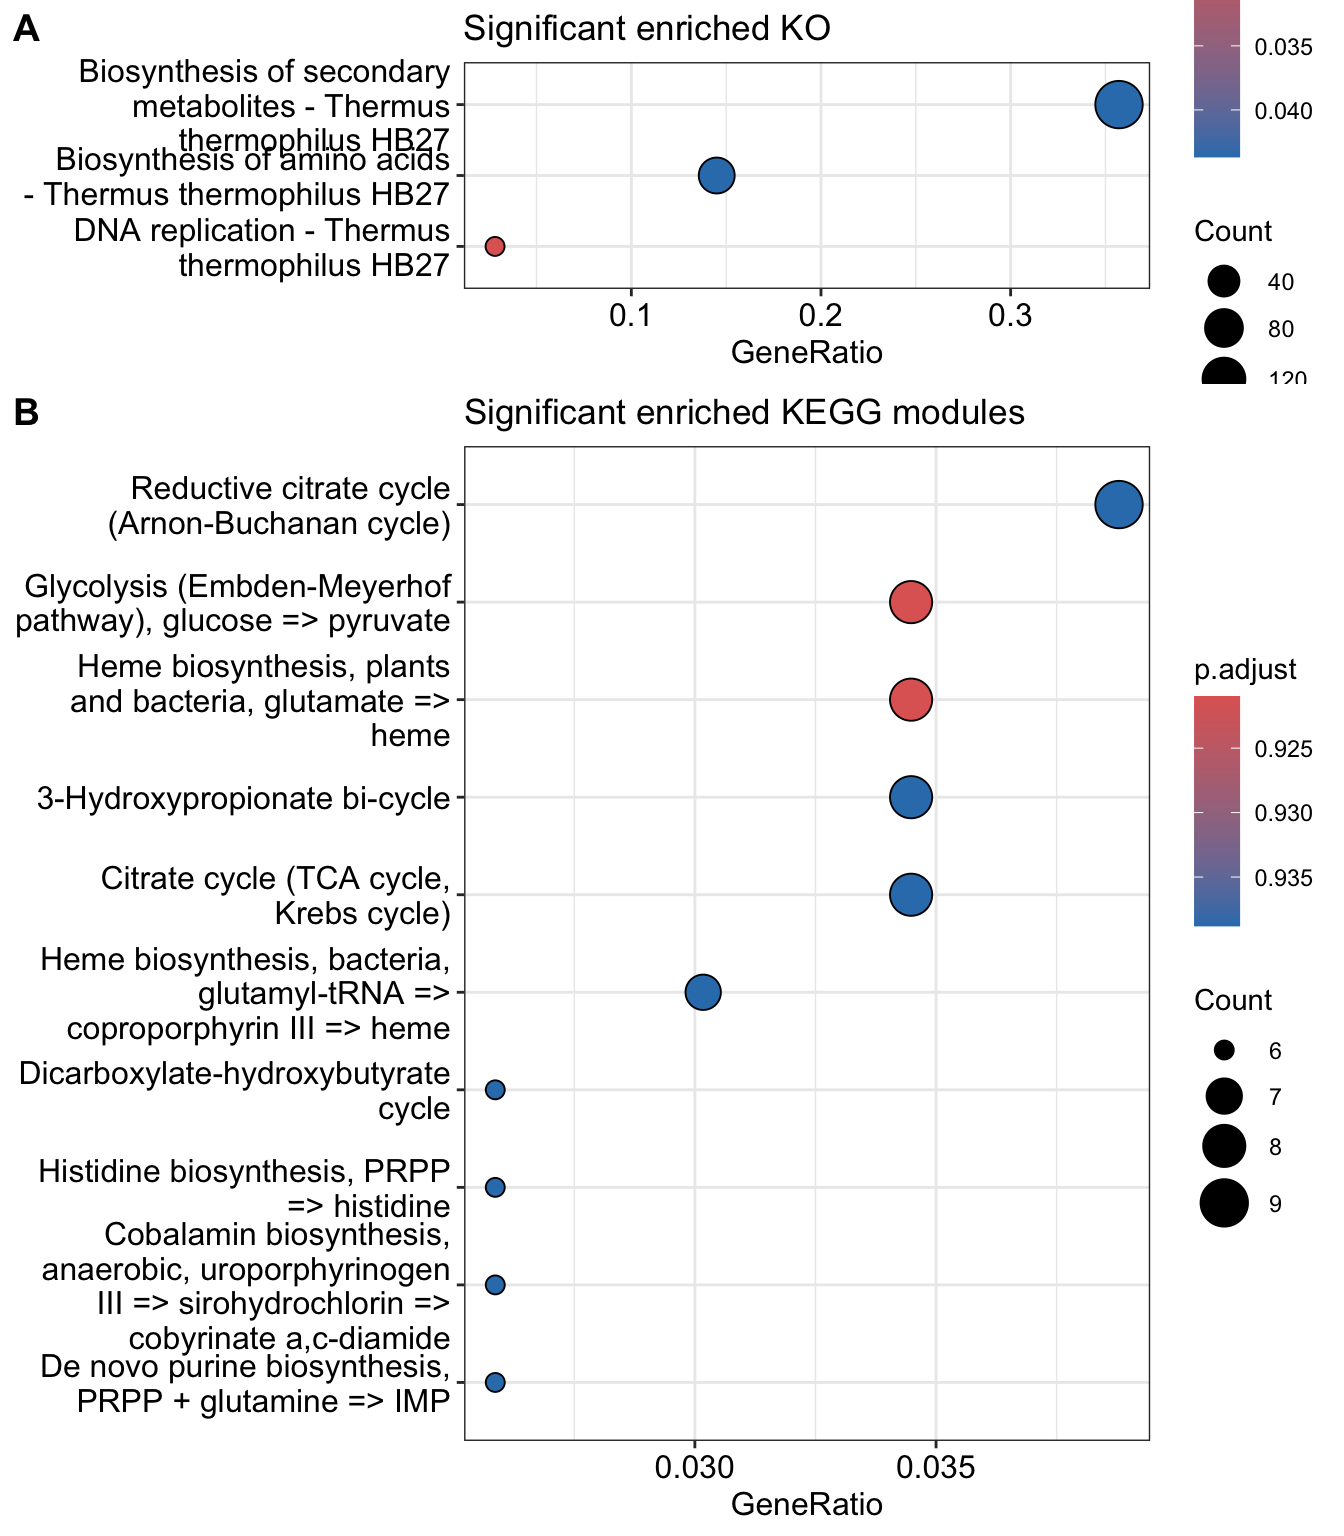 A
Significant enriched KO
Biosynthesis of secondary
metabolites - Thermus
thermophilus HB27
Biosynthesis of amino acids
- Thermus thermophilus HB27
DNA replication - Thermus
thermophilus HB27
0.1
0.2
0.3
GeneRatio
0.035
0.040
Count
40
80
120
B
Significant enriched KEGG modules
Reductive citrate cycle
(Arnon-Buchanan cycle)
Glycolysis (Embden-Meyerhof
pathway), glucose => pyruvate
Heme biosynthesis, plants
and bacteria, glutamate =>
heme
3-Hydroxypropionate bi-cycle
Citrate cycle (TCA cycle,
Krebs cycle)
Heme biosynthesis, bacteria,
glutamyl-tRNA =>
coproporphyrin III => heme
Dicarboxylate-hydroxybutyrate
cycle
Histidine biosynthesis, PRPP
=> histidine
Cobalamin biosynthesis,
anaerobic, uroporphyrinogen
III => sirohydrochlorin =>
cobyrinate a,c-diamide
De novo purine biosynthesis,
PRPP + glutamine => IMP
0.030
0.035
GeneRatio
p.adjust
0.925
0.930
0.935
Count
6
7
8
9